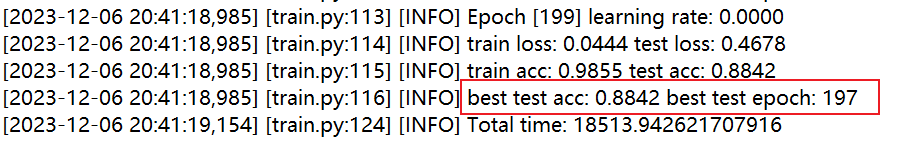 [2023-12-06 20:41:18,985] [train.py:113] [INFO] Epoch [199] learning rate: 0.0000
[2023-12-06 20:41:18,985] [train.py:114] [INFO] train loss: 0.0444 test loss: 0.4678
[2023-12-06 20:41:18,985] [train.py:115] [INFO] train acc: 0.9855 test acc: 0.8842
[2023-12-06 20:41:18,985] [train.py:116] [INFO] best test acc: 0.8842 best test epoch: 197
[2023-12-06 20:41:19,154] [train.py:124] [INFO] Total time: 18513.942621707916